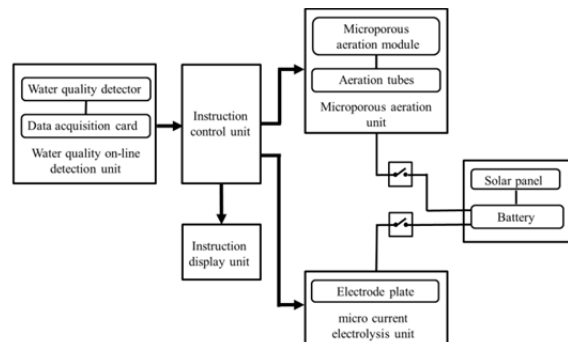 Water quality detector
Data acquisition card
Water quality on-line
detection unit
Instruction
control unit
Instruction
display unit
Microporous
aeration module
Aeration tubes
Microporous aeration
unit
Solar panel
Battery
Electrode plate
micro current
electrolysis unit